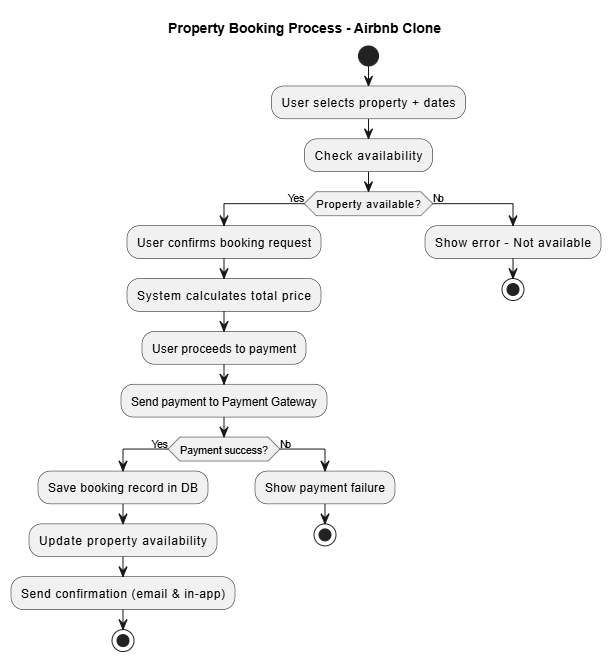 Property Booking Process - Airbnb Clone
User selects property + dates
Check availability
Yes
Property available?
No
User confirms booking request
Show error - Not available
System calculates total price
User proceeds to payment
Send payment to Payment Gateway
Yes
Payment success?
No
Save booking record in DB
Show payment failure
Update property availability
Send confirmation (email & in-app)